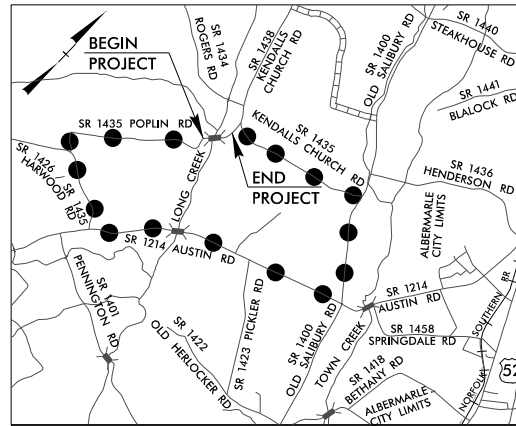 BEGIN
PROJECT
SR 1434
ROGERS RD
SR 1438
KENDALLS
CHURCH RD
SR 1400
OLD SALIBURY RD
SR 1440
STEAKHOUSE RD
SR 1441
BLALOCK RD
SR 1435 POPLIN RD
SR 1435
KENDALLS CHURCH RD
SR 1426/ SR 1435
HARWOOD RD
LONG CREEK
END
PROJECT
SR 1436
HENDERSON RD
ALBERMARLE
CITY LIMITS
SR 1214 AUSTIN RD
SR 1214
AUSTIN RD
SR 1401
PENNINGTON RD
SR 1422
OLD HERLOCKER RD
SR 1423 PICKLER RD
SR 1400
OLD SALIBURY RD
TOWN CREEK
SR 1458
SPRINGDALE RD
SR 1418
BETHANY RD
ALBERMARLE
CITY LIMITS
NORFOLK SOUTHERN RR
52